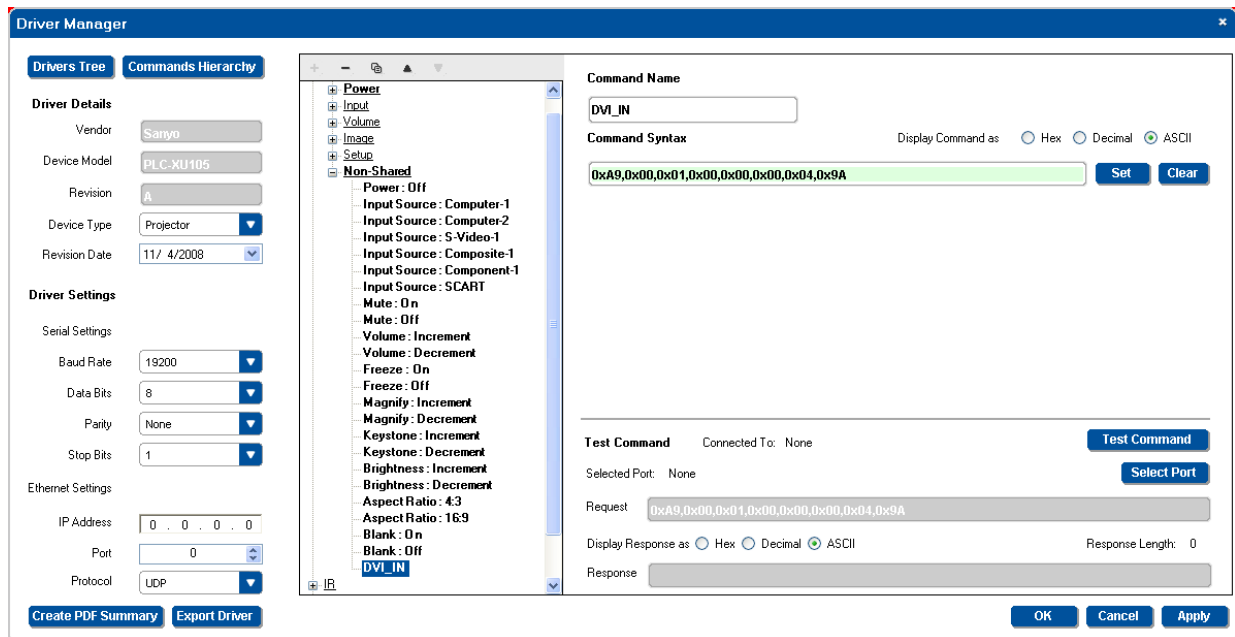 Driver Manager
Drivers Tree
Commands Hierarchy
Driver Details
Vendor
Sanyo
Device Model
PLC-XU105
Revision
A
Device Type
Projector
Revision Date
11/ 4/2008
Driver Settings
Serial Settings
Baud Rate
19200
Data Bits
8
Parity
None
Stop Bits
1
Ethernet Settings
IP Address
0 . 0 . 0 . 0
Port
0
Protocol
UDP
Create PDF Summary
Export Driver
Power
Input
Volume
Image
Setup
Non-Shared
Power : Off
Input Source : Computer-1
Input Source : Computer-2
Input Source : S-Video-1
Input Source : Composite-1
Input Source : Component-1
Input Source : SCART
Mute : On
Mute : Off
Volume : Increment
Volume : Decrement
Freeze : On
Freeze : Off
Magnify : Increment
Magnify : Decrement
Keystone : Increment
Keystone : Decrement
Brightness : Increment
Brightness : Decrement
Aspect Ratio : 4:3
Aspect Ratio : 16:9
Blank : On
Blank : Off
DVI_IN
IR
Command Name
DVI_IN
Command Syntax
Display Command as Hex Decimal ASCII
0xA9,0x00,0x01,0x00,0x00,0x00,0x04,0x9A
Set
Clear
Test Command
Connected To: None
Test Command
Selected Port: None
Select Port
Request
0xA9,0x00,0x01,0x00,0x00,0x00,0x04,0x9A
Display Response as Hex Decimal ASCII
Response Length: 0
Response
OK
Cancel
Apply